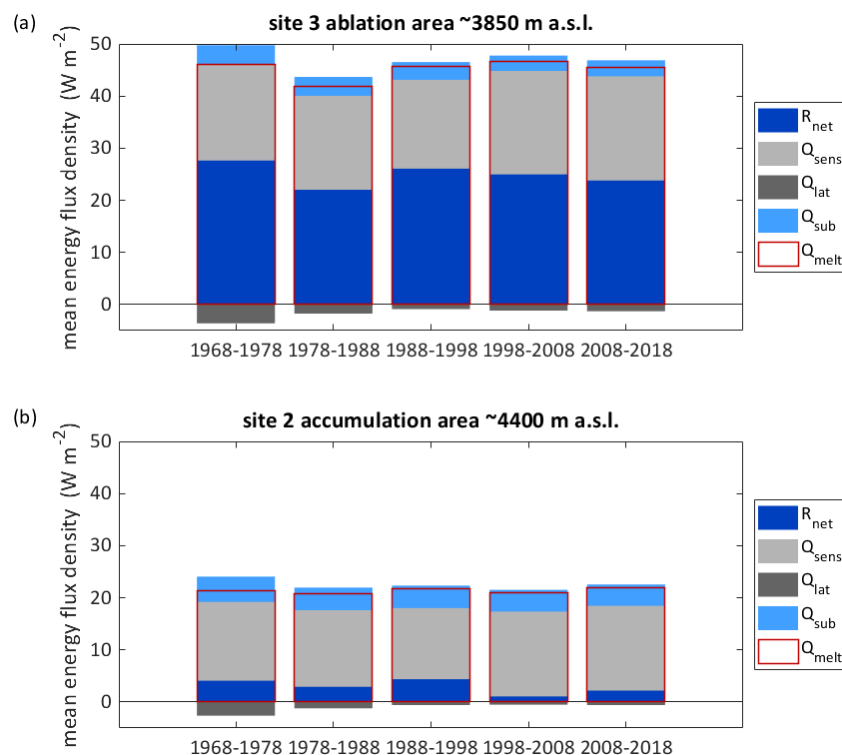 (a)
site 3 ablation area ~3850 m a.s.l.
mean energy flux density (W m-2)
50
40
30
20
10
0
1968-1978 1978-1988 1988-1998 1998-2008 2008-2018
Rnet
Qsens
Qlat
Qsub
Qmelt
(b)
site 2 accumulation area ~4400 m a.s.l.
mean energy flux density (W m-2)
50
40
30
20
10
0
1968-1978 1978-1988 1988-1998 1998-2008 2008-2018
Rnet
Qsens
Qlat
Qsub
Qmelt